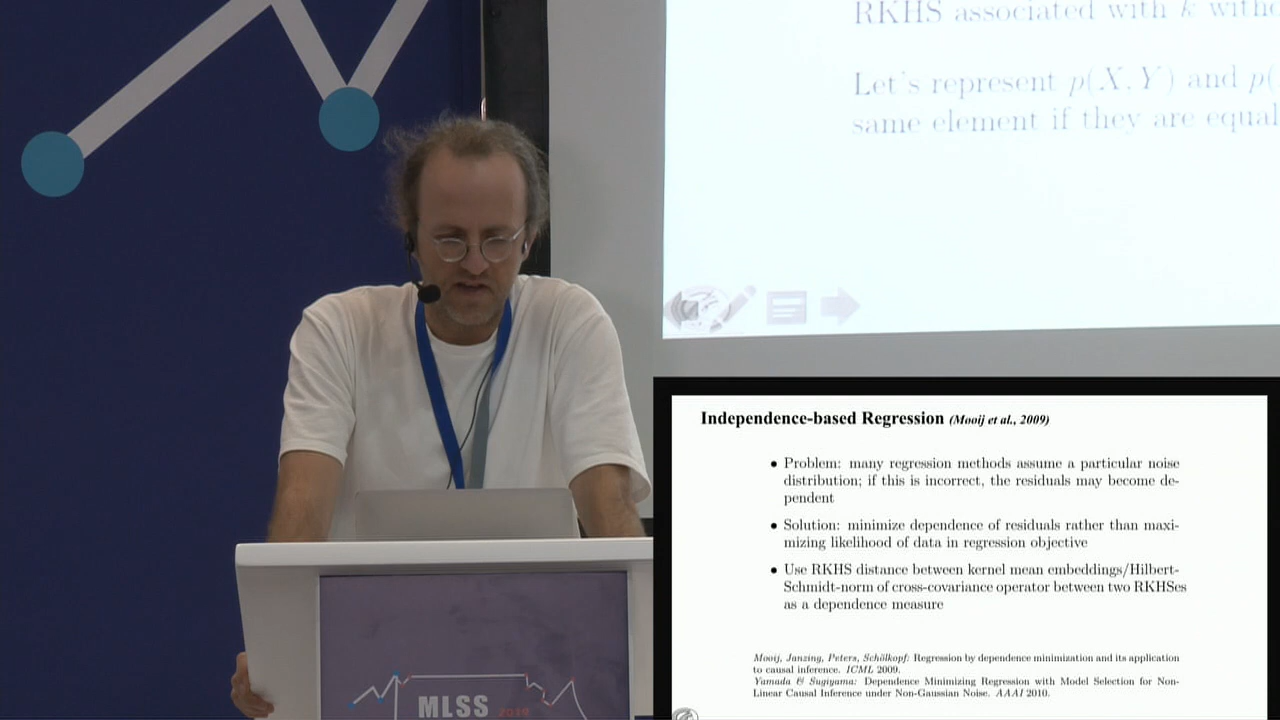 RKHS associated with k
Let's represent p(X, Y) and
same element if they are equal
Independence-based Regression (Mooij et al., 2009)
• Problem: many regression methods assume a particular noise
distribution; if this is incorrect, the residuals may become de-
pendent
• Solution: minimize dependence of residuals rather than maxi-
mizing likelihood of data in regression objective
• Use RKHS distance between kernel mean embeddings/Hilbert-
Schmidt-norm of cross-covariance operator between two RKHSes
as a dependence measure
Mooij, Janzing, Peters, Schölkopf: Regression by dependence minimization and its application
to causal inference. ICML 2009.
Yamada & Sugiyama: Dependence Minimizing Regression with Model Selection for Non-
Linear Causal Inference under Non-Gaussian Noise. AAAI 2010.
MLSS 2019